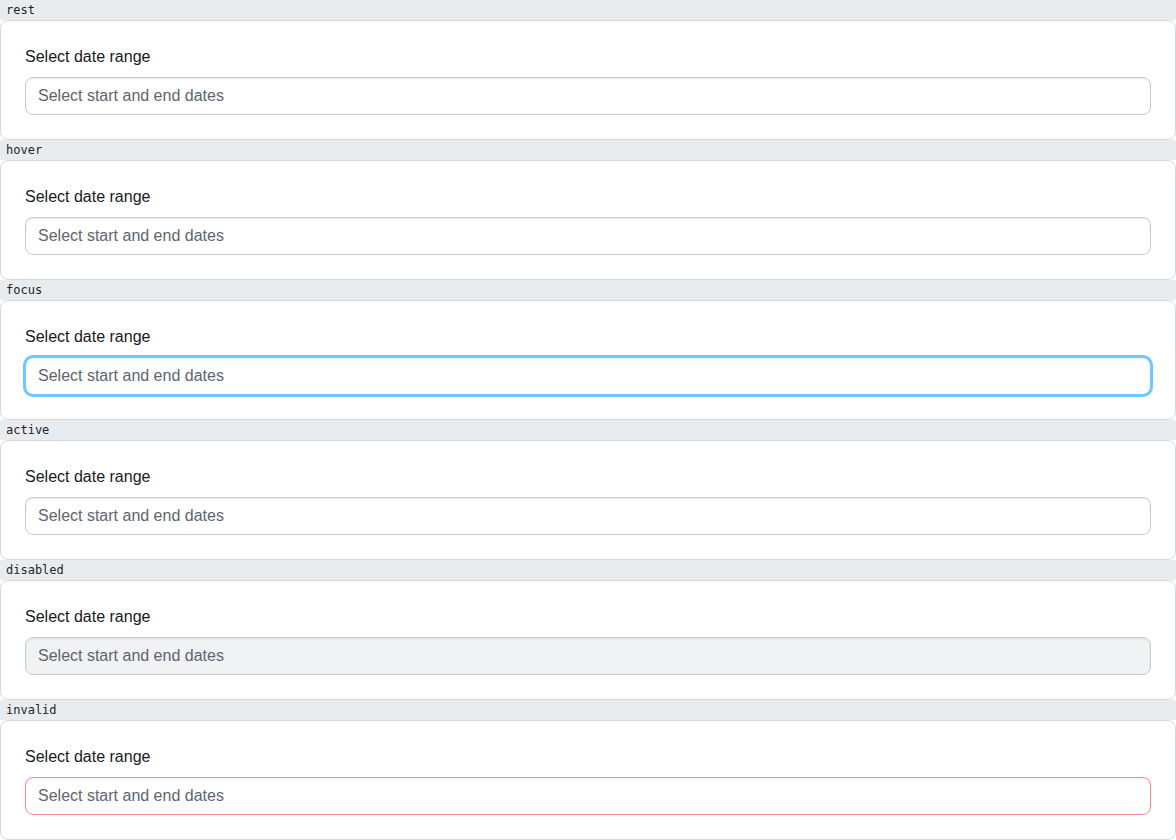 rest
Select date range
Select start and end dates
hover
Select date range
Select start and end dates
focus
Select date range
Select start and end dates
active
Select date range
Select start and end dates
disabled
Select date range
Select start and end dates
invalid
Select date range
Select start and end dates